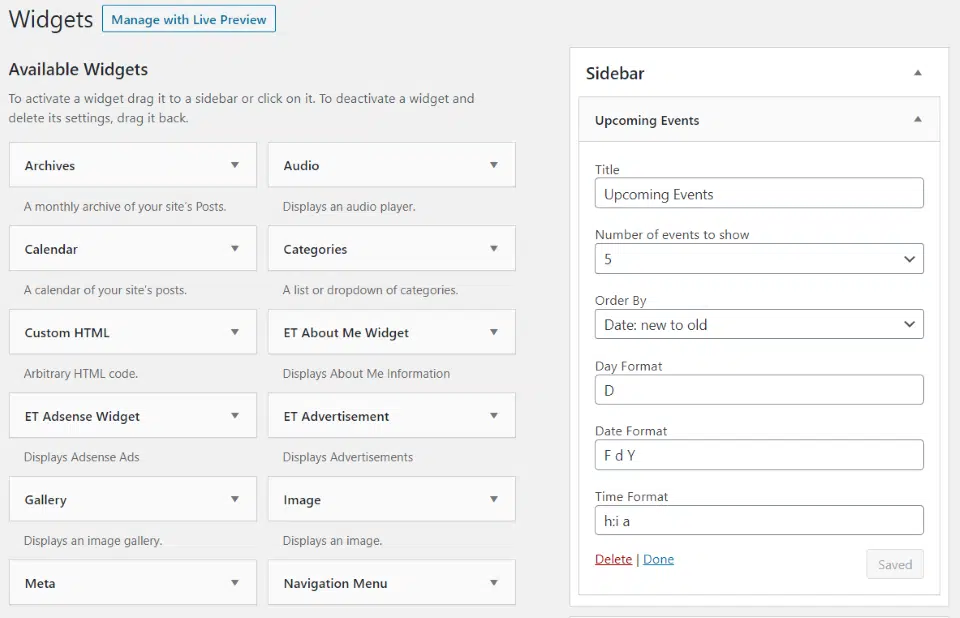 Widgets
Manage with Live Preview
Available Widgets
To activate a widget drag it to a sidebar or click on it. To deactivate a widget and
delete its settings, drag it back.
Archives
Audio
A monthly archive of your site's Posts.
Displays an audio player.
Calendar
Categories
A calendar of your site's posts.
A list or dropdown of categories.
Custom HTML
ET About Me Widget
Arbitrary HTML code.
Displays About Me Information
ET Adsense Widget
ET Advertisement
Displays Adsense Ads
Displays Advertisements
Gallery
Image
Displays an image gallery.
Displays an image.
Meta
Navigation Menu
Sidebar
Upcoming Events
Title
Upcoming Events
Number of events to show
5
Order By
Date: new to old
Day Format
D
Date Format
F d Y
Time Format
h:i a
Delete | Done
Saved